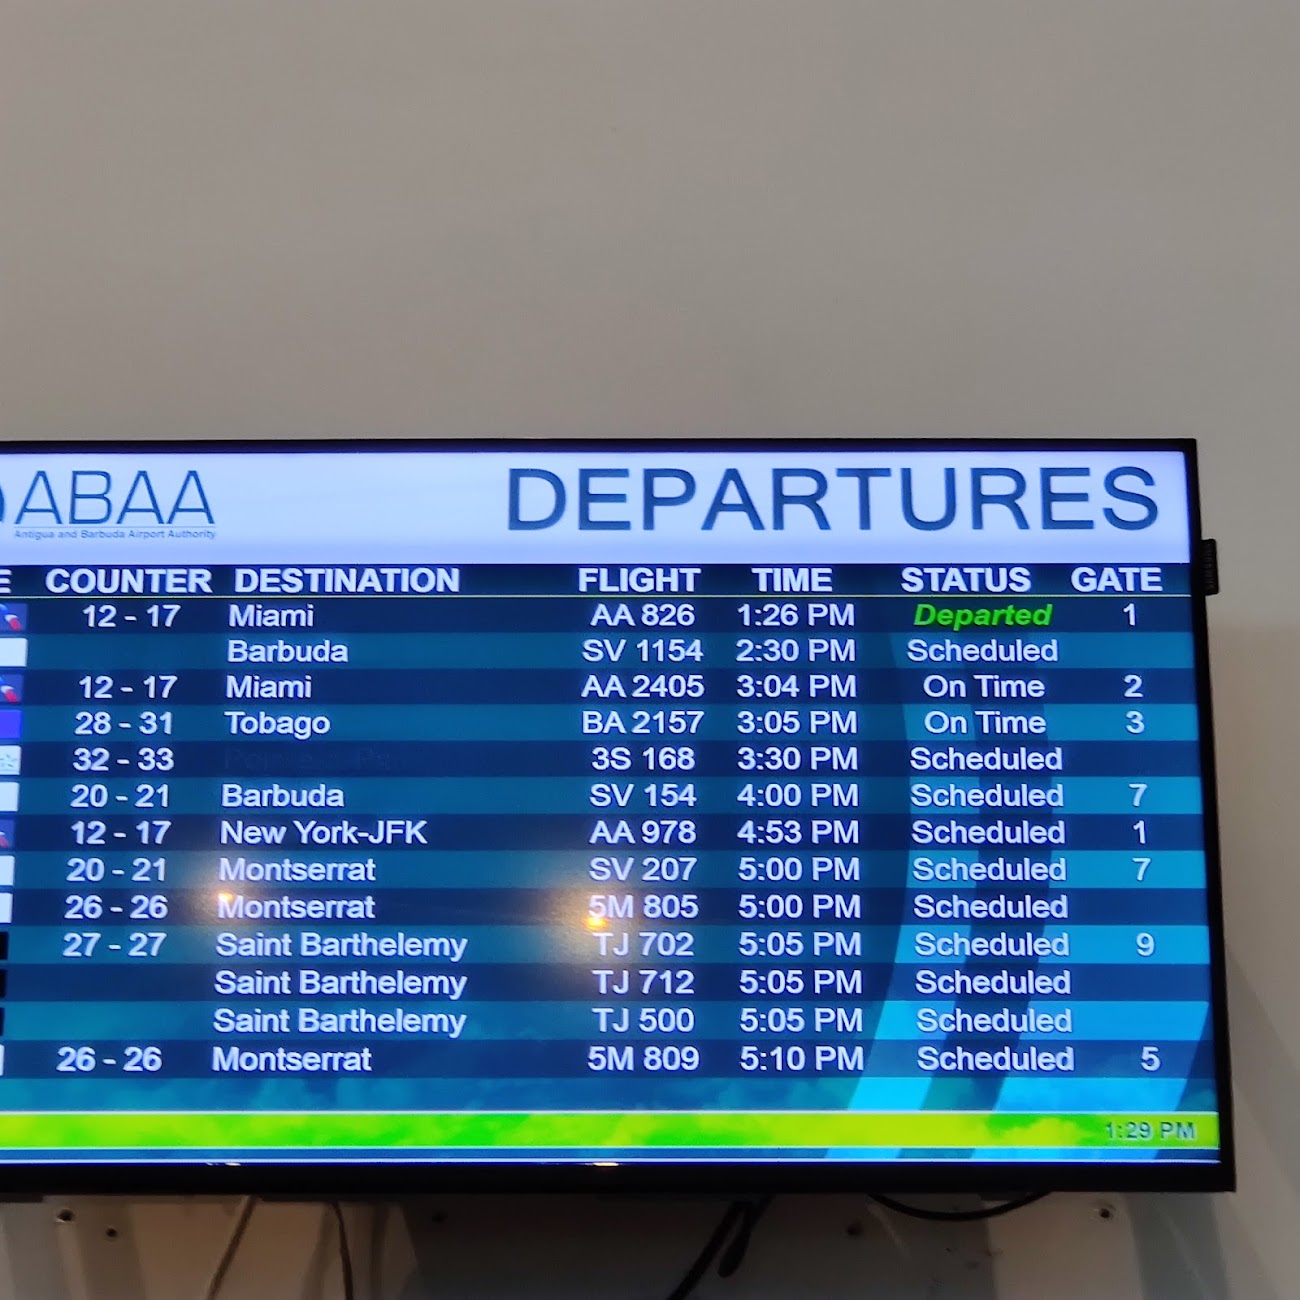 ABAA
Antigua and Barbuda Airport Authority
DEPARTURES
E COUNTER DESTINATION FLIGHT TIME STATUS GATE
12 - 17 Miami AA 826 1:26 PM Departed 1
Barbuda SV 1154 2:30 PM Scheduled
12 - 17 Miami AA 2405 3:04 PM On Time 2
28 - 31 Tobago BA 2157 3:05 PM On Time 3
32 - 33 3S 168 3:30 PM Scheduled
20 - 21 Barbuda SV 154 4:00 PM Scheduled 7
12 - 17 New York-JFK AA 978 4:53 PM Scheduled 1
20 - 21 Montserrat SV 207 5:00 PM Scheduled 7
26 - 26 Montserrat 5M 805 5:00 PM Scheduled
27 - 27 Saint Barthelemy TJ 702 5:05 PM Scheduled 9
Saint Barthelemy TJ 712 5:05 PM Scheduled
Saint Barthelemy TJ 500 5:05 PM Scheduled
26 - 26 Montserrat 5M 809 5:10 PM Scheduled 5
1:29 PM
SAMSUNG